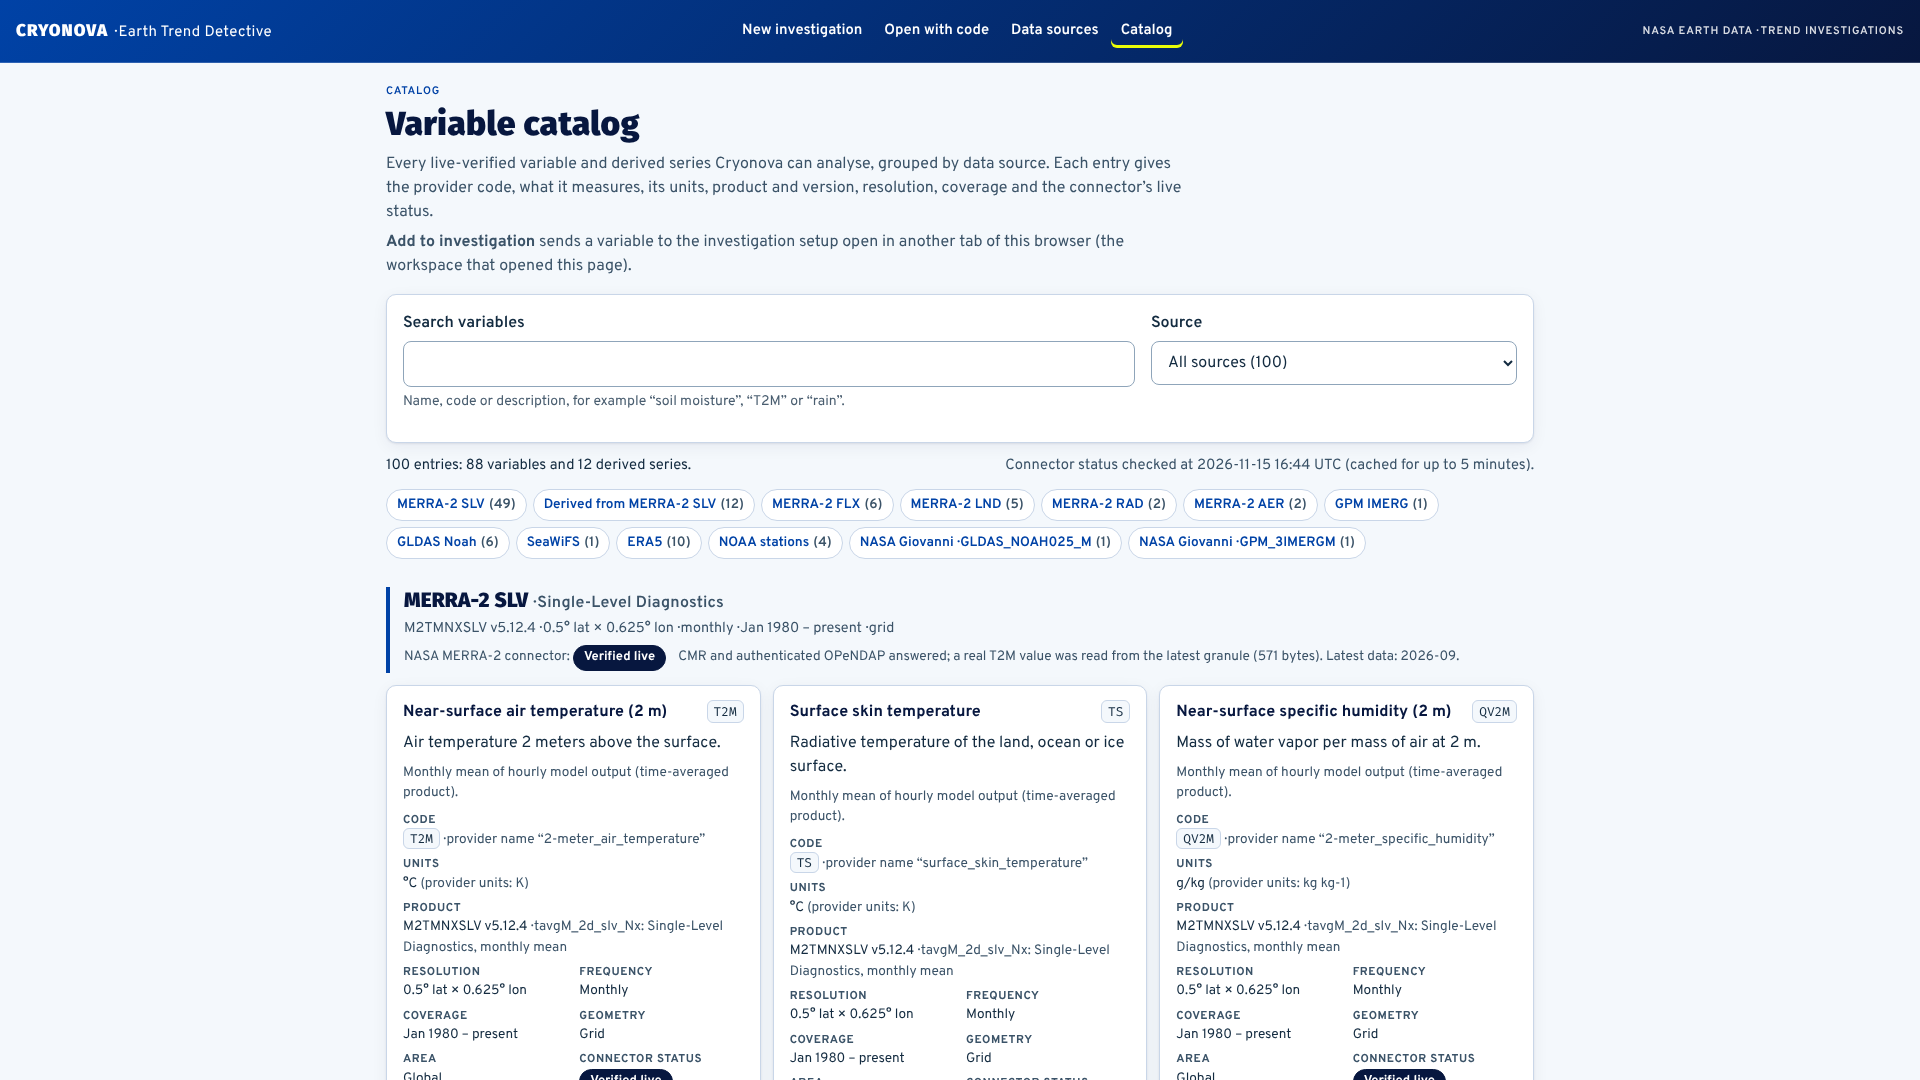 CRYONOVA ·Earth Trend Detective
New investigation
Open with code
Data sources
Catalog
NASA EARTH DATA ·TREND INVESTIGATIONS
CATALOG
Variable catalog
Every live-verified variable and derived series Cryonova can analyse, grouped by data source. Each entry gives
the provider code, what it measures, its units, product and version, resolution, coverage and the connector’s live
status.
Add to investigation sends a variable to the investigation setup open in another tab of this browser (the
workspace that opened this page).
Search variables
Source
All sources (100)
Name, code or description, for example “soil moisture”, “T2M” or “rain”.
100 entries: 88 variables and 12 derived series.
Connector status checked at 2026-11-15 16:44 UTC (cached for up to 5 minutes).
MERRA-2 SLV (49)
Derived from MERRA-2 SLV (12)
MERRA-2 FLX (6)
MERRA-2 LND (5)
MERRA-2 RAD (2)
MERRA-2 AER (2)
GPM IMERG (1)
GLDAS Noah (6)
SeaWiFS (1)
ERA5 (10)
NOAA stations (4)
NASA Giovanni ·GLDAS_NOAH025_M (1)
NASA Giovanni ·GPM_3IMERGM (1)
MERRA-2 SLV ·Single-Level Diagnostics
M2TMNXSLV v5.12.4 ·0.5° lat × 0.625° lon ·monthly ·Jan 1980 – present ·grid
NASA MERRA-2 connector: Verified live CMR and authenticated OPeNDAP answered; a real T2M value was read from the latest granule (571 bytes). Latest data: 2026-09.
Near-surface air temperature (2 m) T2M
Air temperature 2 meters above the surface.
Monthly mean of hourly model output (time-averaged
product).
CODE
T2M ·provider name “2-meter_air_temperature”
UNITS
°C (provider units: K)
PRODUCT
M2TMNXSLV v5.12.4 ·tavgM_2d_slv_Nx: Single-Level
Diagnostics, monthly mean
RESOLUTION
0.5° lat × 0.625° lon
FREQUENCY
Monthly
COVERAGE
Jan 1980 – present
GEOMETRY
Grid
AREA
Global
CONNECTOR STATUS
Verified live
Surface skin temperature TS
Radiative temperature of the land, ocean or ice
surface.
Monthly mean of hourly model output (time-averaged
product).
CODE
TS ·provider name “surface_skin_temperature”
UNITS
°C (provider units: K)
PRODUCT
M2TMNXSLV v5.12.4 ·tavgM_2d_slv_Nx: Single-Level
Diagnostics, monthly mean
RESOLUTION
0.5° lat × 0.625° lon
FREQUENCY
Monthly
COVERAGE
Jan 1980 – present
GEOMETRY
Grid
Near-surface specific humidity (2 m) QV2M
Mass of water vapor per mass of air at 2 m.
Monthly mean of hourly model output (time-averaged
product).
CODE
QV2M ·provider name “2-meter_specific_humidity”
UNITS
g/kg (provider units: kg kg-1)
PRODUCT
M2TMNXSLV v5.12.4 ·tavgM_2d_slv_Nx: Single-Level
Diagnostics, monthly mean
RESOLUTION
0.5° lat × 0.625° lon
FREQUENCY
Monthly
COVERAGE
Jan 1980 – present
GEOMETRY
Grid
AREA
Global
CONNECTOR STATUS
Verified live